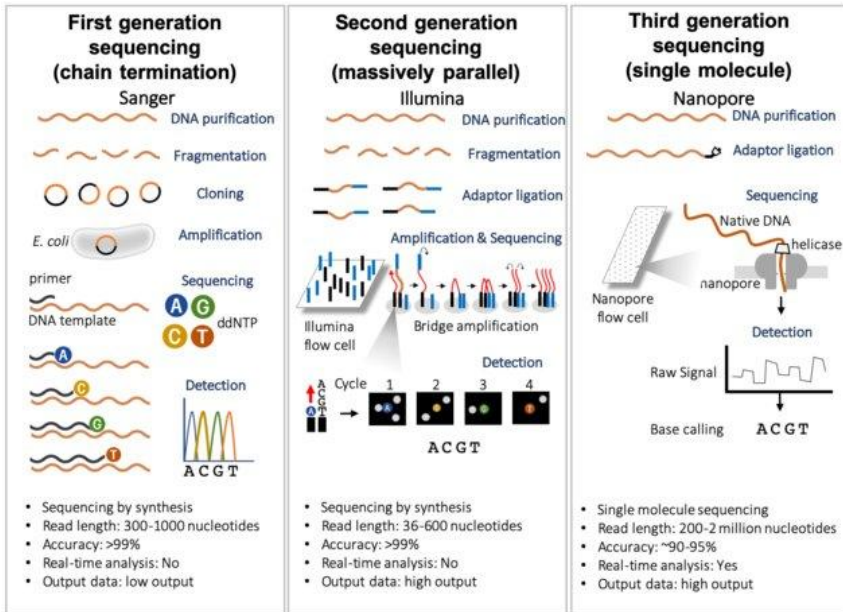 First generation
sequencing
(chain termination)
Sanger
DNA purification
Fragmentation
Cloning
E. coli
Amplification
primer
Sequencing
DNA template
A G
C T
ddNTP
A
C
G
T
Detection
A C G T
• Sequencing by synthesis
• Read length: 300-1000 nucleotides
• Accuracy: >99%
• Real-time analysis: No
• Output data: low output
Second generation
sequencing
(massively parallel)
Illumina
DNA purification
Fragmentation
Adaptor ligation
Amplification & Sequencing
Illumina
flow cell
Bridge amplification
Detection
Cycle 1 2 3 4
A
C
G
A T
A C G T
A C G T
• Sequencing by synthesis
• Read length: 36-600 nucleotides
• Accuracy: >99%
• Real-time analysis: No
• Output data: high output
Third generation
sequencing
(single molecule)
Nanopore
DNA purification
Adaptor ligation
Sequencing
Native DNA
helicase
nanopore
Nanopore
flow cell
Detection
Raw Signal
Base calling
A C G T
• Single molecule sequencing
• Read length: 200-2 million nucleotides
• Accuracy: ~90-95%
• Real-time analysis: Yes
• Output data: high output